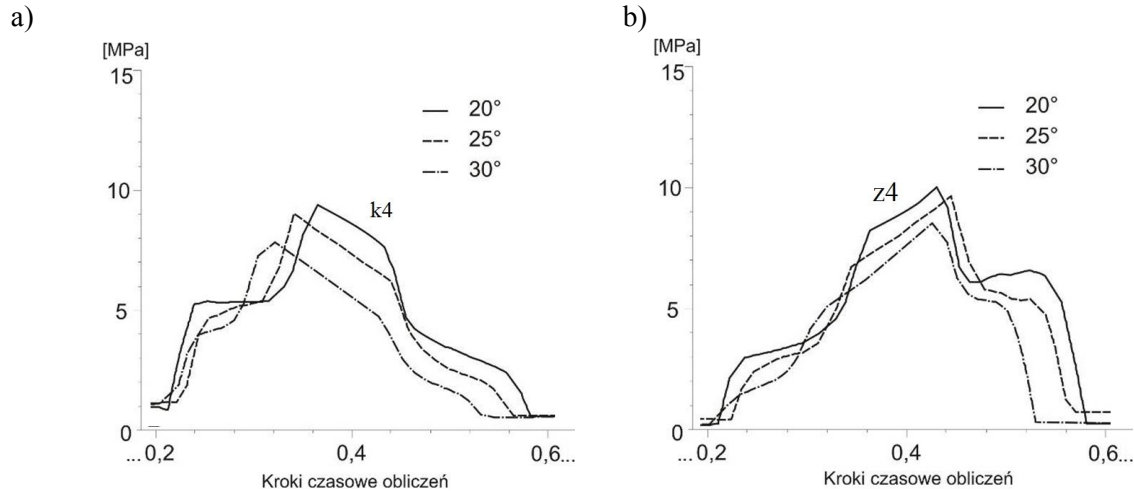 a)
[MPa]
15
10
5
0
20°
25°
30°
k4
... 0,2
0,4
0,6...
Kroki czasowe obliczeń
b)
[MPa]
15
10
5
0
20°
25°
30°
z4
... 0,2
0,4
0,6...
Kroki czasowe obliczeń